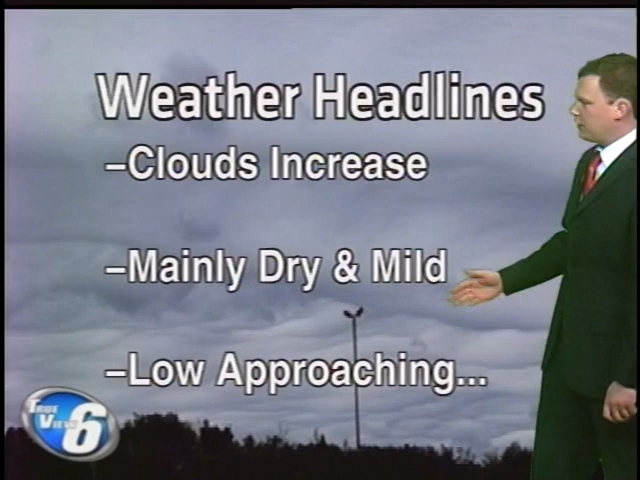 Weather Headlines
–Clouds Increase
–Mainly Dry & Mild
–Low Approaching...
TRUE
VIEW 6